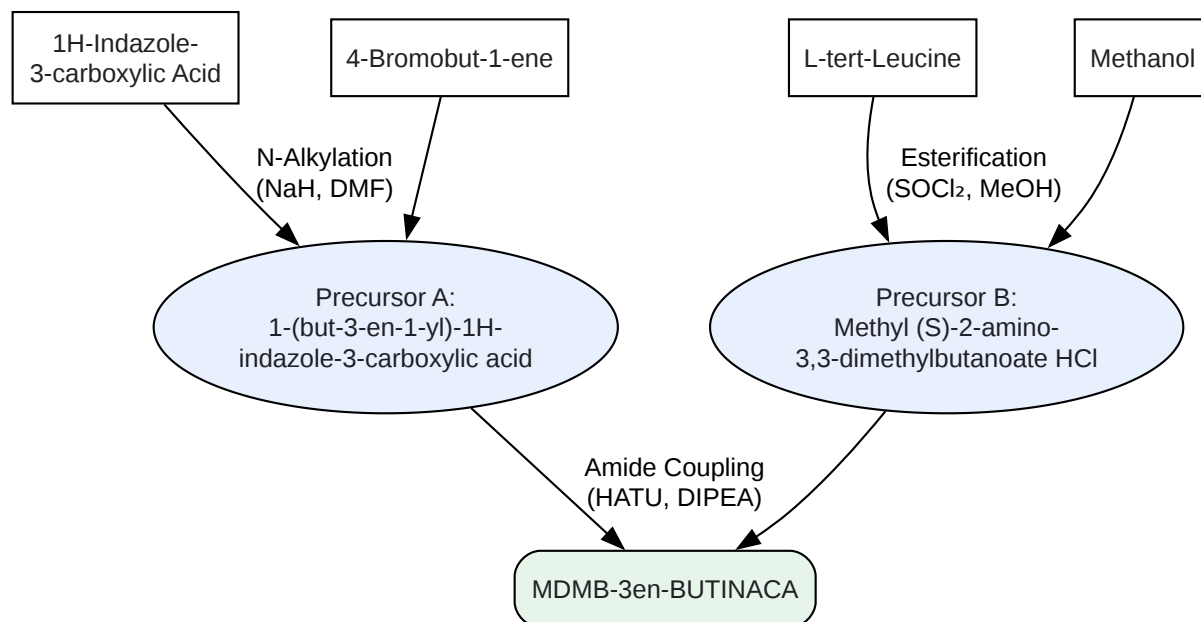 1H-Indazole-
3-carboxylic Acid
4-Bromobut-1-ene
L-tert-Leucine
Methanol
N-Alkylation
(NaH, DMF)
Esterification
(SOCl₂, MeOH)
Precursor A:
1-(but-3-en-1-yl)-1H-
indazole-3-carboxylic acid
Precursor B:
Methyl (S)-2-amino-
3,3-dimethylbutanoate HCl
Amide Coupling
(HATU, DIPEA)
MDMB-3en-BUTINACA